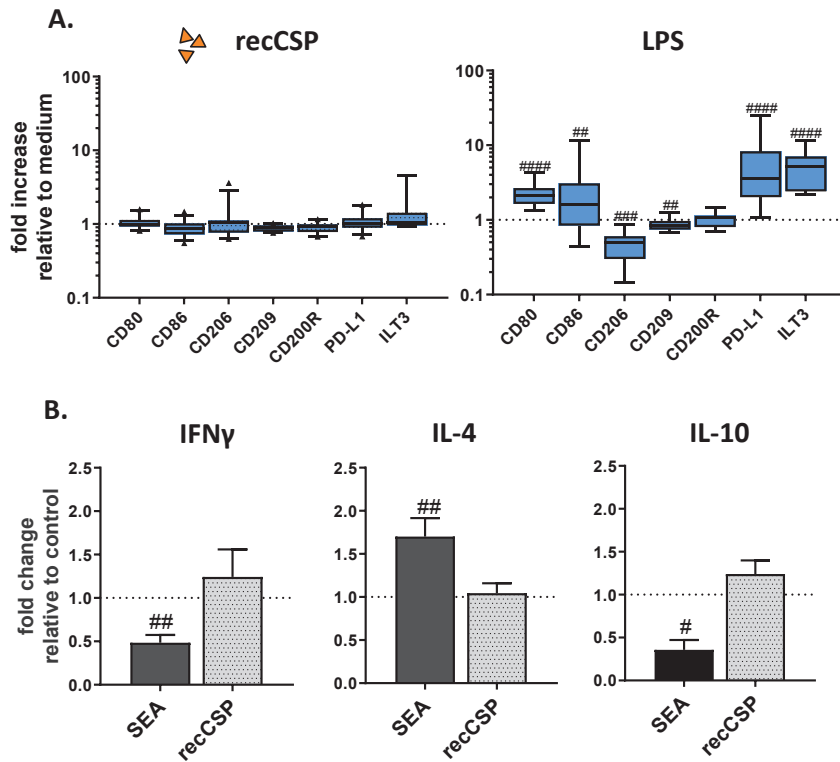 A.
recCSP
LPS
fold increase
relative to medium
100
10
1
0.1
CD80
CD86
CD206
CD209
CD200R
PD-L1
ILT3
100
10
1
0.1
####
##
###
##
####
####
CD80
CD86
CD206
CD209
CD200R
PD-L1
ILT3
B.
IFNγ
IL-4
IL-10
fold change
relative to control
2.5
2.0
1.5
1.0
0.5
0.0
##
SEA
recCSP
2.5
2.0
1.5
1.0
0.5
0.0
##
SEA
recCSP
2.5
2.0
1.5
1.0
0.5
0.0
#
SEA
recCSP